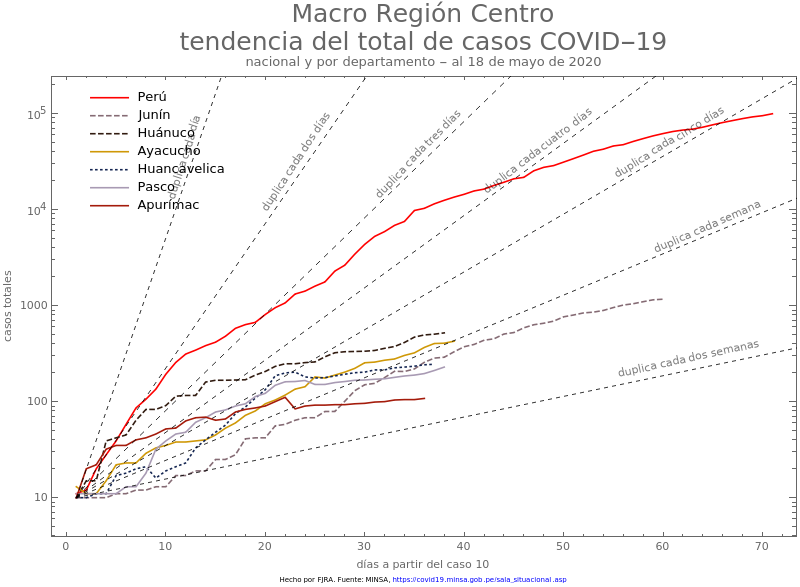 Macro Región Centro
tendencia del total de casos COVID−19
nacional y por departamento − al 18 de mayo de 2020
Perú
Junín
Huánuco
Ayacucho
Huancavelica
Pasco
Apurímac
duplica cada día
duplica cada dos días
duplica cada tres días
duplica cada cuatro días
duplica cada cinco días
duplica cada semana
duplica cada dos semanas
casos totales
10^5
10^4
1000
100
10
0 10 20 30 40 50 60 70
días a partir del caso 10
Hecho por FJRA. Fuente: MINSA, https://covid19.minsa.gob.pe/sala_situacional.asp